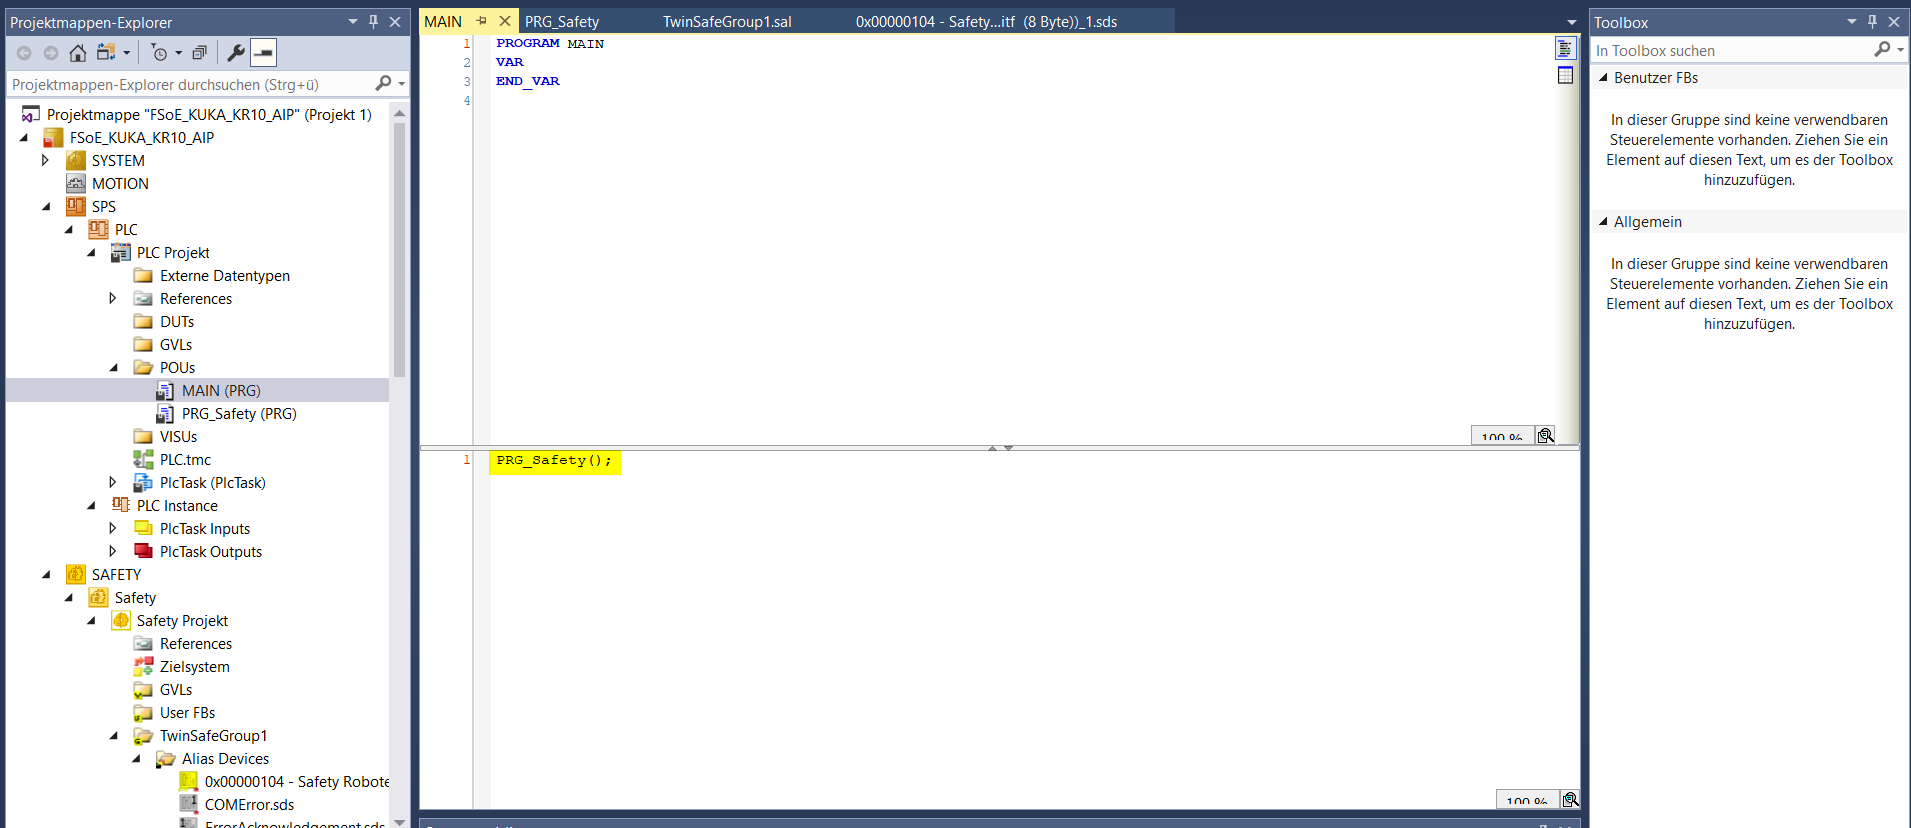 Projektmappen-Explorer
Projektmappen-Explorer durchsuchen (Strg+ü)
Projektmappe "FSoE_KUKA_KR10_AIP" (Projekt 1)
FSoE_KUKA_KR10_AIP
SYSTEM
MOTION
SPS
PLC
PLC Projekt
Externe Datentypen
References
DUTs
GVLs
POUs
MAIN (PRG)
PRG_Safety (PRG)
VISUs
PLC.tmc
PlcTask (PlcTask)
PLC Instance
PlcTask Inputs
PlcTask Outputs
SAFETY
Safety
Safety Projekt
References
Zielsystem
GVLs
User FBs
TwinSafeGroup1
Alias Devices
0x00000104 - Safety Robote
COMError.sds
ErrorAcknowledgement.sds
MAIN PRG_Safety TwinSafeGroup1.sal 0x00000104 - Safety...itf (8 Byte))_1.sds
1 PROGRAM MAIN
2 VAR
3 END_VAR
4
100 %
1 PRG_Safety();
100 %
Toolbox
In Toolbox suchen
Benutzer FBs
In dieser Gruppe sind keine verwendbaren
Steuerelemente vorhanden. Ziehen Sie ein
Element auf diesen Text, um es der Toolbox
hinzuzufügen.
Allgemein
In dieser Gruppe sind keine verwendbaren
Steuerelemente vorhanden. Ziehen Sie ein
Element auf diesen Text, um es der Toolbox
hinzuzufügen.